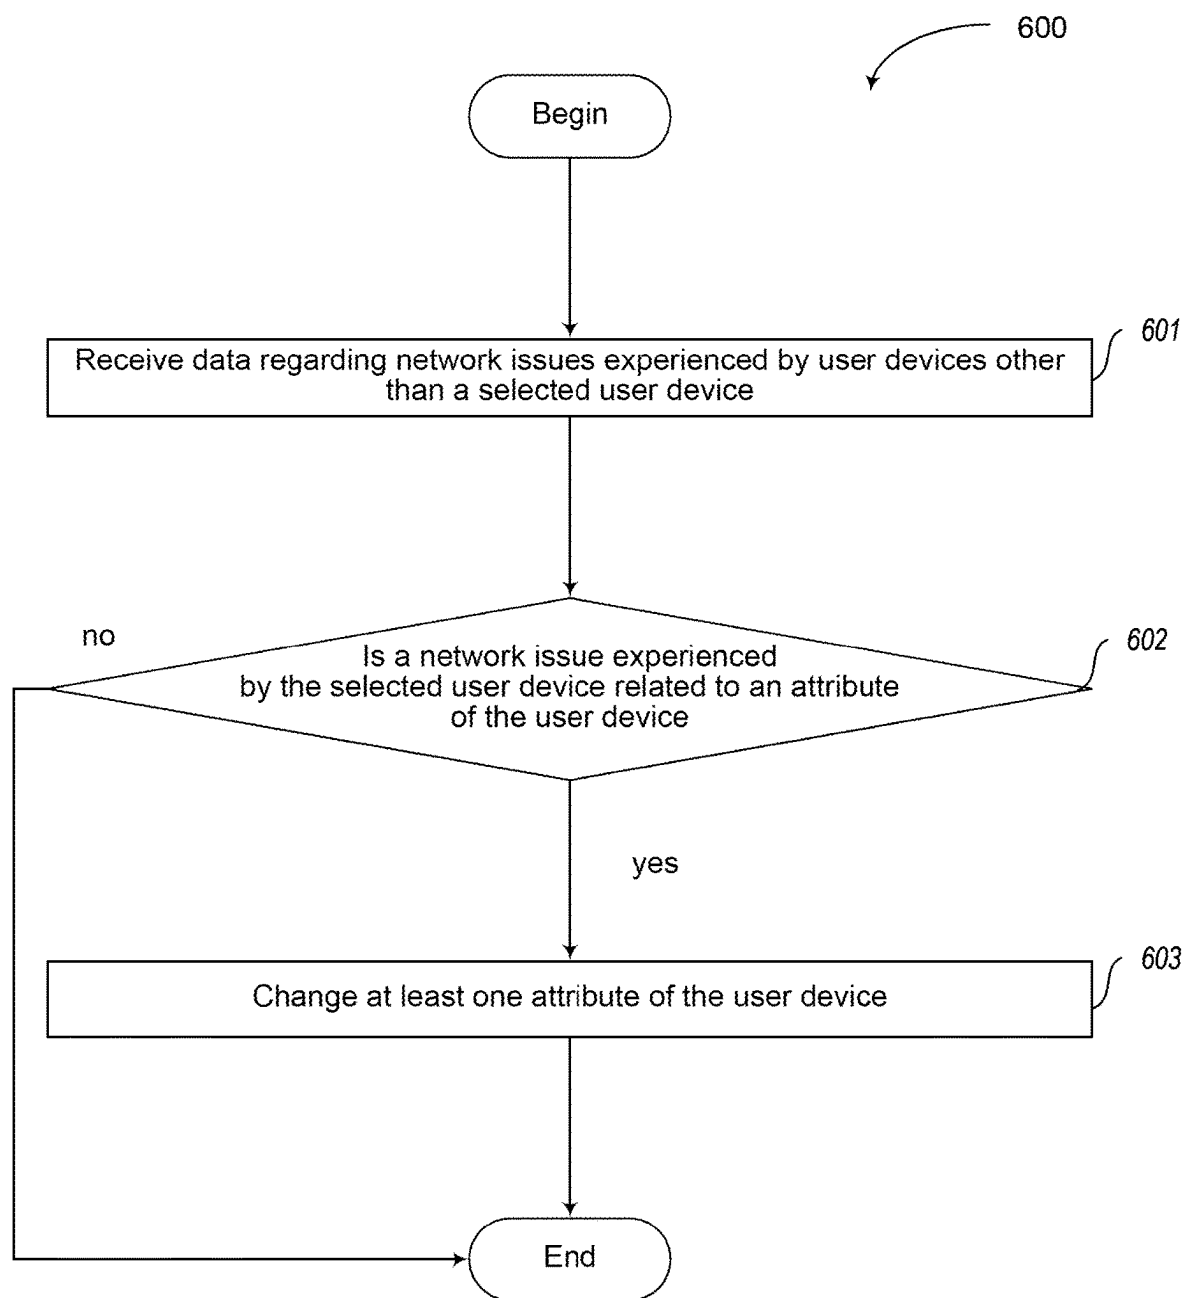 600
Begin
601
Receive data regarding network issues experienced by user devices other
than a selected user device
no
602
Is a network issue experienced
by the selected user device related to an attribute
of the user device
yes
603
Change at least one attribute of the user device
End